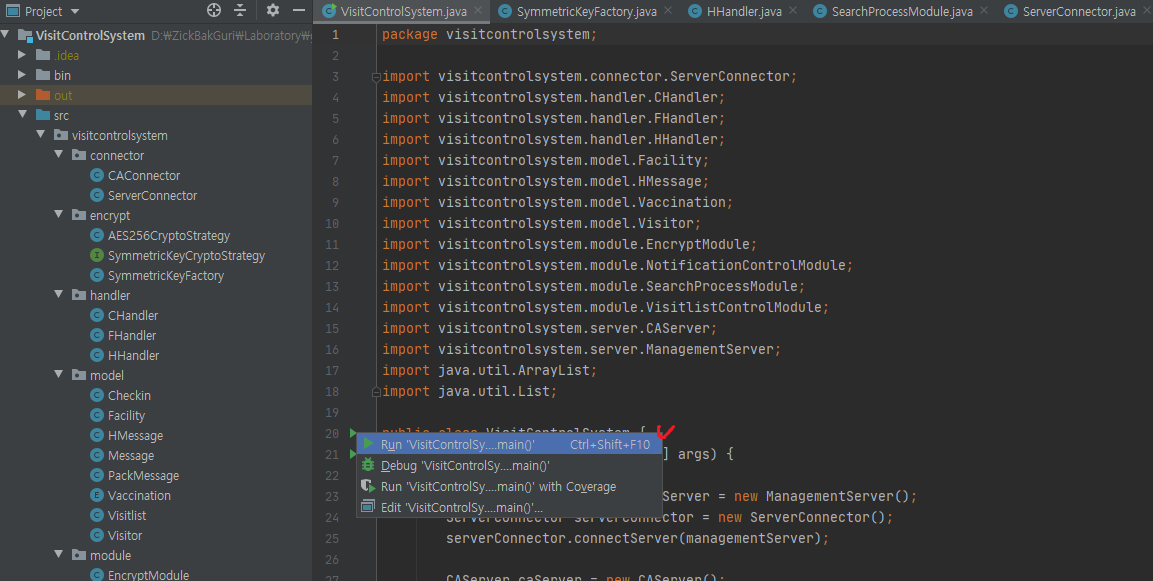 Project
VisitControlSystem D:\ZickBakGuri\Laboratory\
.idea
bin
out
src
visitcontrolsystem
connector
CAConnector
ServerConnector
encrypt
AES256CryptoStrategy
SymmetricKeyCryptoStrategy
SymmetricKeyFactory
handler
CHandler
FHandler
HHandler
model
Checkin
Facility
HMessage
Message
PackMessage
Vaccination
Visitlist
Visitor
module
EncryptModule
VisitControlSystem.java SymmetricKeyFactory.java HHandler.java SearchProcessModule.java ServerConnector.java
1 package visitcontrolsystem;
2
3 import visitcontrolsystem.connector.ServerConnector;
4 import visitcontrolsystem.handler.CHandler;
5 import visitcontrolsystem.handler.FHandler;
6 import visitcontrolsystem.handler.HHandler;
7 import visitcontrolsystem.model.Facility;
8 import visitcontrolsystem.model.HMessage;
9 import visitcontrolsystem.model.Vaccination;
10 import visitcontrolsystem.model.Visitor;
11 import visitcontrolsystem.module.EncryptModule;
12 import visitcontrolsystem.module.NotificationControlModule;
13 import visitcontrolsystem.module.SearchProcessModule;
14 import visitcontrolsystem.module.VisitlistControlModule;
15 import visitcontrolsystem.server.CAServer;
16 import visitcontrolsystem.server.ManagementServer;
17 import java.util.ArrayList;
18 import java.util.List;
19
20 public class VisitControlSystem {
21 ] args) {
22
23 Server = new ManagementServer();
24 ServerConnector serverConnector = new ServerConnector();
25 serverConnector.connectServer(managementServer);
26
27 CAServer caServer = new CAServer();
Run 'VisitControlSy....main()' Ctrl+Shift+F10
Debug 'VisitControlSy....main()'
Run 'VisitControlSy....main()' with Coverage
Edit 'VisitControlSy....main()'...